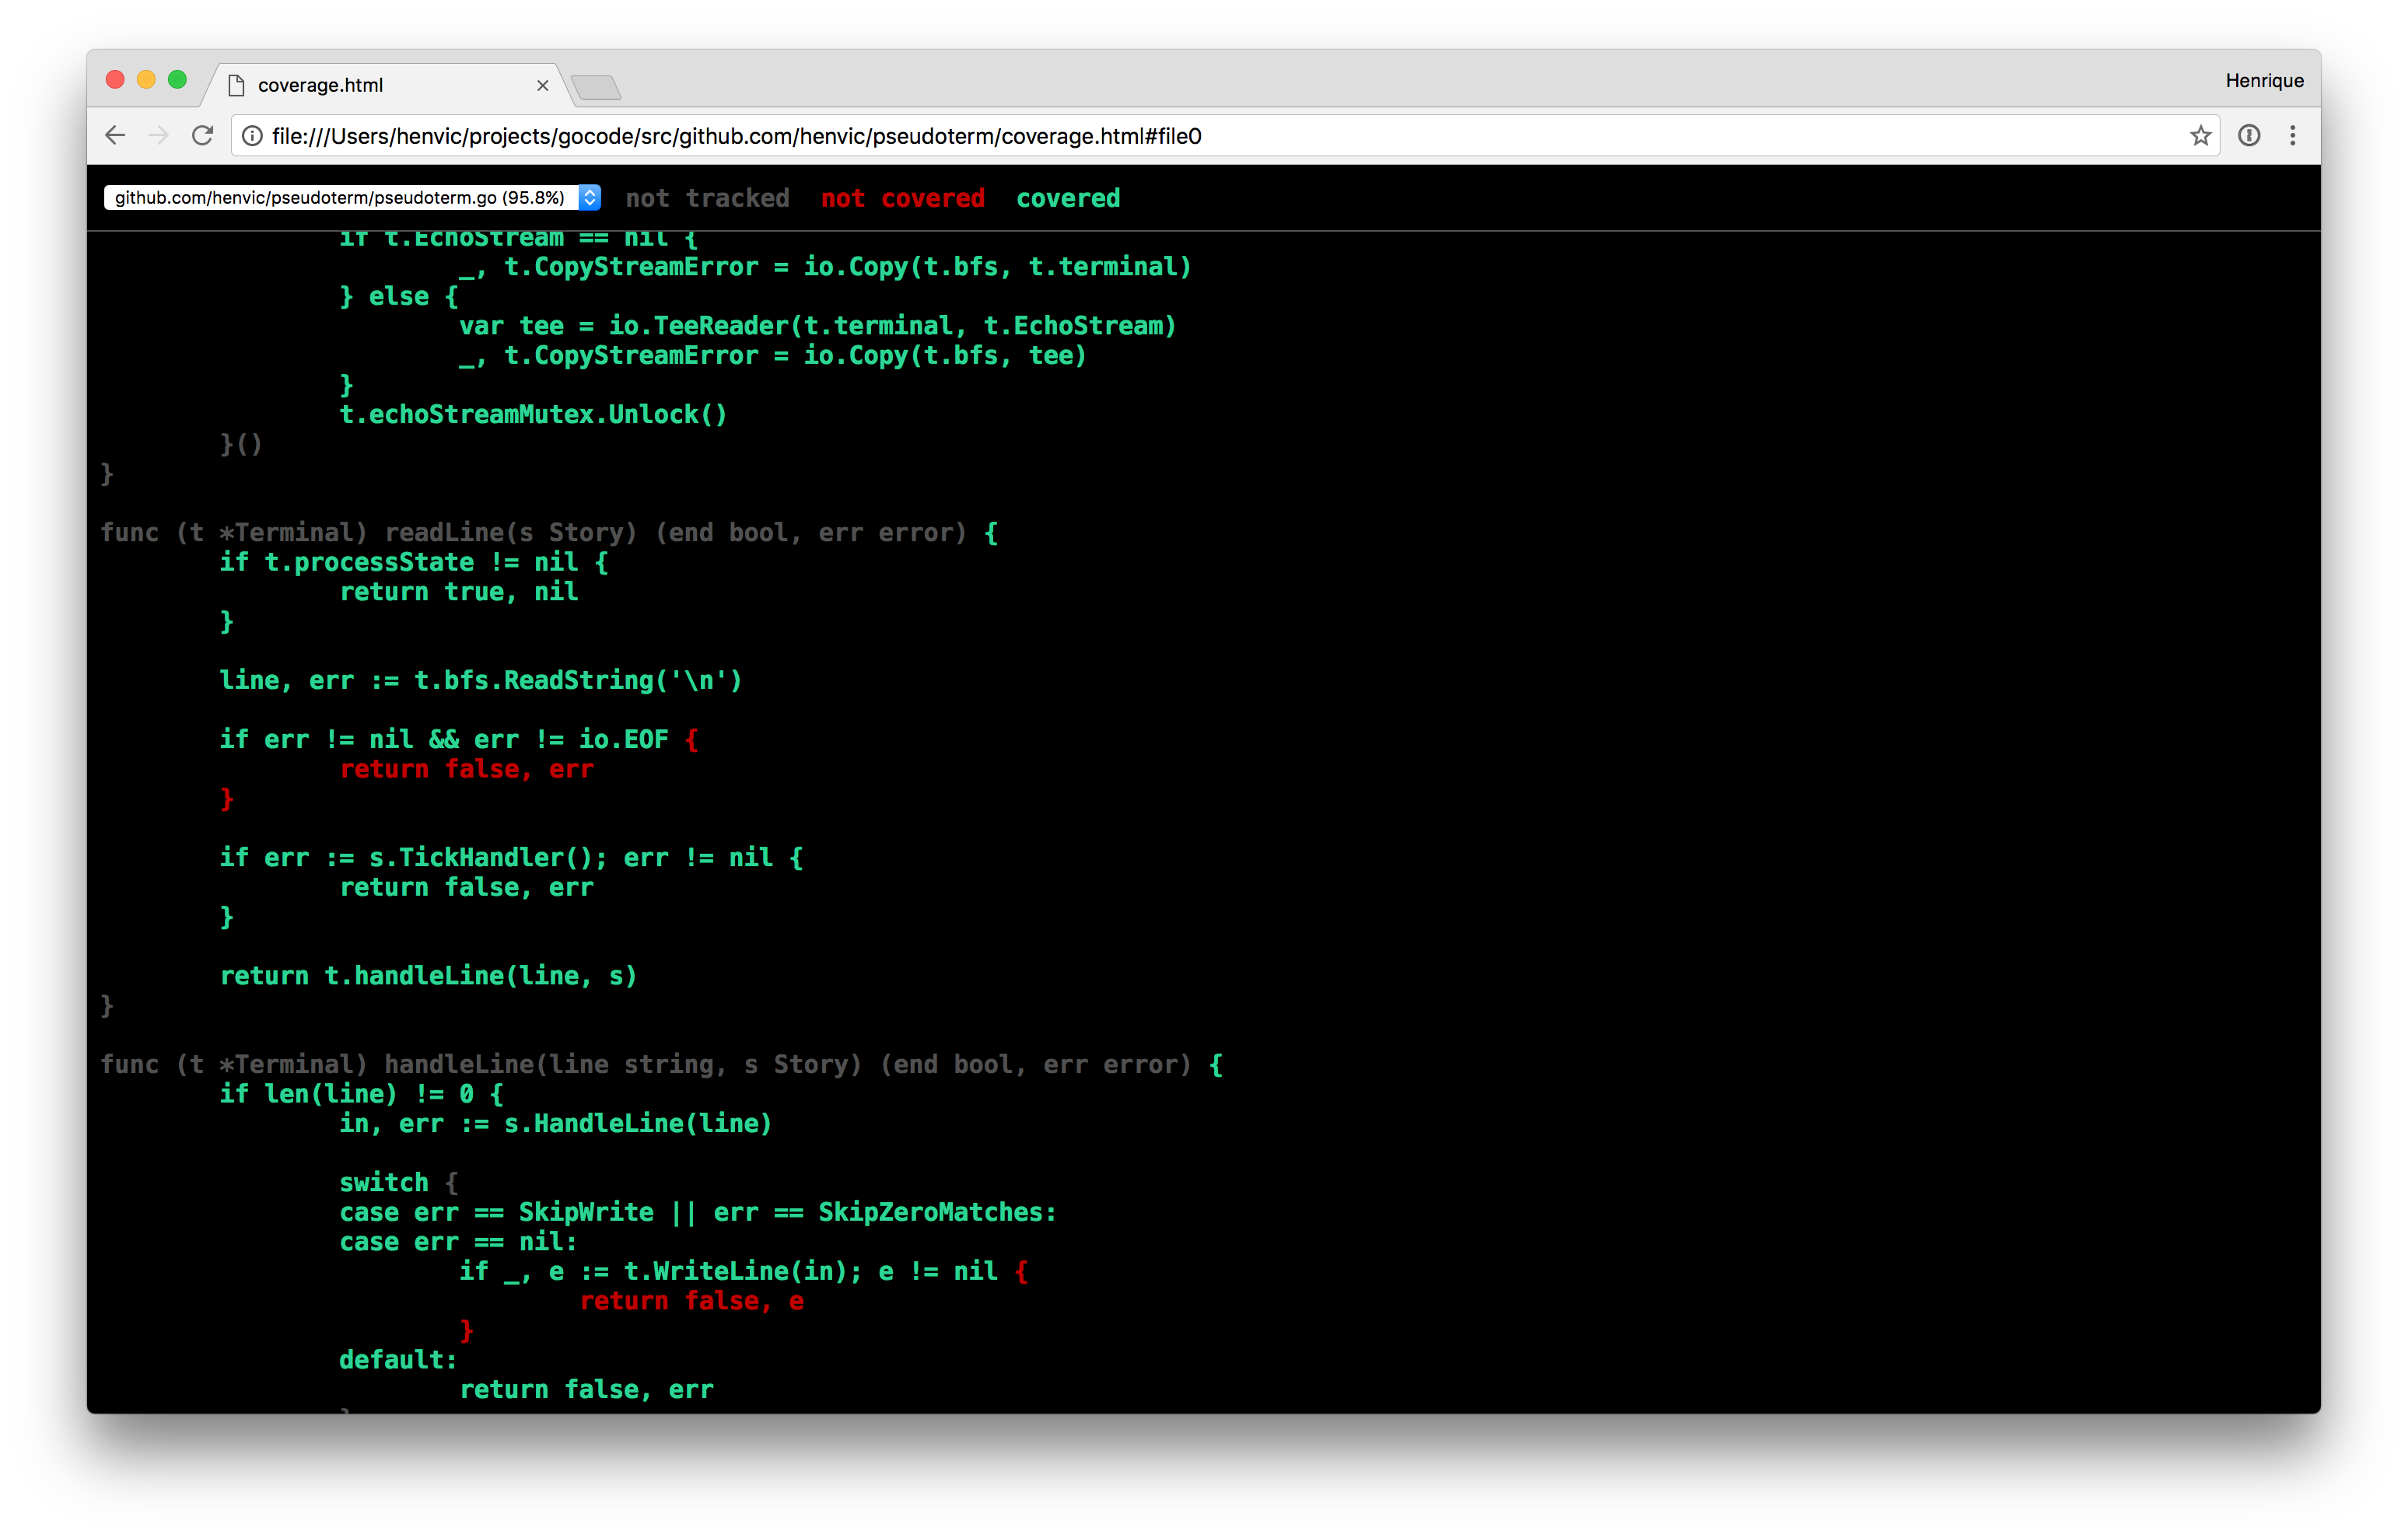 coverage.html
Henrique
file:///Users/henvic/projects/gocode/src/github.com/henvic/pseudoterm/coverage.html#file0
github.com/henvic/pseudoterm/pseudoterm.go (95.8%) not tracked not covered covered
if t.EchoStream == nil {
_, t.CopyStreamError = io.Copy(t.bfs, t.terminal)
} else {
var tee = io.TeeReader(t.terminal, t.EchoStream)
_, t.CopyStreamError = io.Copy(t.bfs, tee)
}
t.echoStreamMutex.Unlock()
}()
}
func (t *Terminal) readLine(s Story) (end bool, err error) {
if t.processState != nil {
return true, nil
}
line, err := t.bfs.ReadString('\n')
if err != nil && err != io.EOF {
return false, err
}
if err := s.TickHandler(); err != nil {
return false, err
}
return t.handleLine(line, s)
}
func (t *Terminal) handleLine(line string, s Story) (end bool, err error) {
if len(line) != 0 {
in, err := s.HandleLine(line)
switch {
case err == SkipWrite || err == SkipZeroMatches:
case err == nil:
if _, e := t.WriteLine(in); e != nil {
return false, e
}
default:
return false, err
}